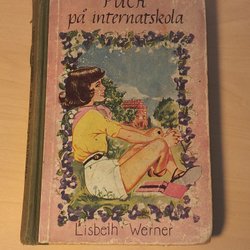 Puck
på internatskola
Lisbeth Werner